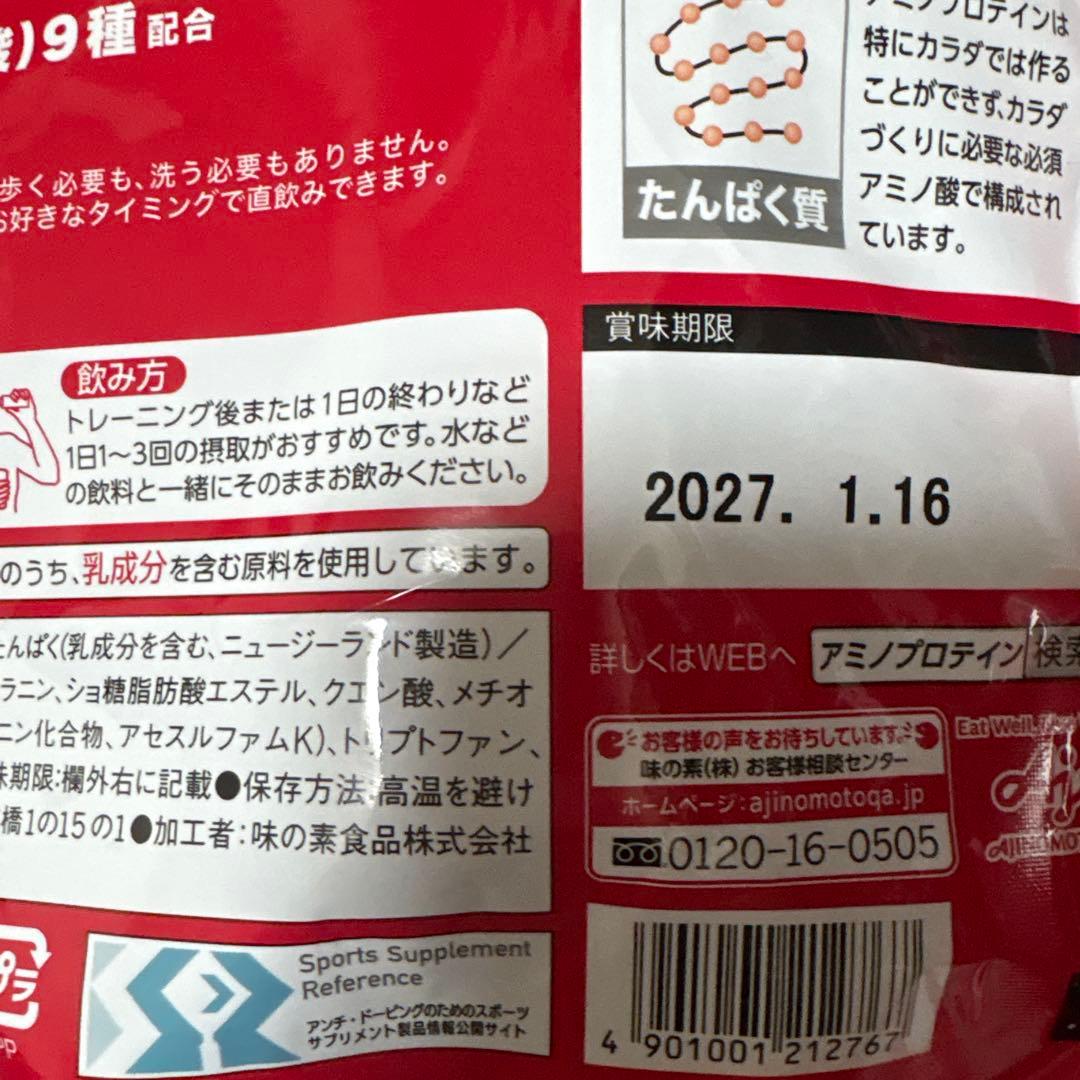 酸)9種配合
歩く必要も、洗う必要もありません。
お好きなタイミングで直飲みできます。
飲み方
トレーニング後または1日の終わりなど
1日1〜3回の摂取がおすすめです。水など
の飲料と一緒にそのままお飲みください。
のうち、乳成分を含む原料を使用しています。
たんぱく(乳成分を含む、ニュージーランド製造)／
ラニン、ショ糖脂肪酸エステル、クエン酸、メチオ
ニン化合物、アセスルファムK)、トリプトファン、
味期限:欄外右に記載●保存方法:高温を避け
橋1の15の1●加工者:味の素食品株式会社
プラ
PP
Sports Supplement
Reference
アンチ・ドーピングのためのスポーツ
サプリメント製品情報公開サイト
たんぱく質
アミノプロテインは
特にカラダでは作る
ことができず、カラダ
づくりに必要な必須
アミノ酸で構成され
ています。
賞味期限
2027. 1.16
詳しくはWEBへ アミノプロテイン 検索
お客様の声をお待ちしています。
味の素(株) お客様相談センター
ホームページ:ajinomotoqa.jp
0120-16-0505
Eat Well,
AJINOMO
4 901001 212767